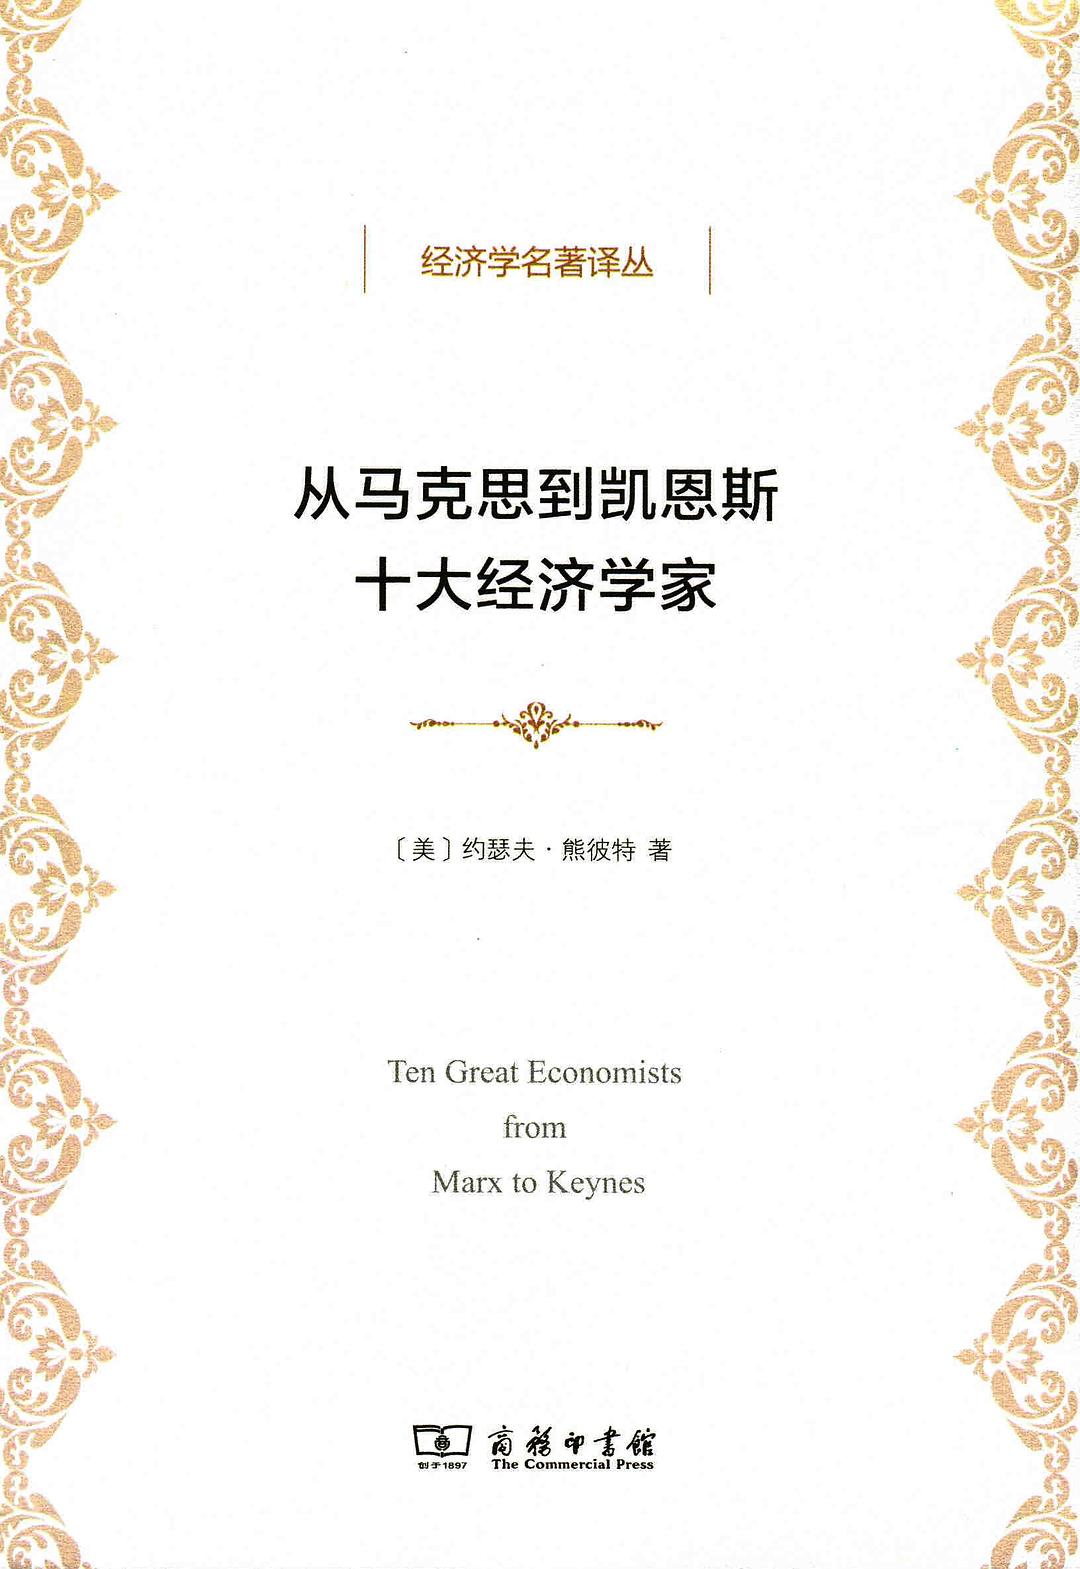 经济学名著译丛
从马克思到凯恩斯
十大经济学家
〔美〕约瑟夫·熊彼特 著
Ten Great Economists
from
Marx to Keynes
创于1897
商務印書館
The Commercial Press